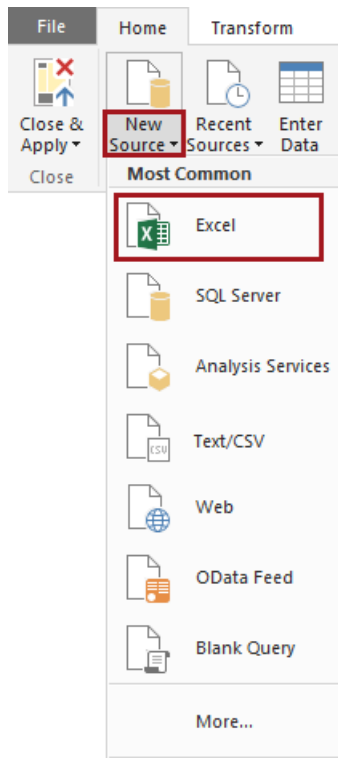 File Home Transform
Close & New Recent Enter
Apply Source Sources Data
Close Most Common
Excel
SQL Server
Analysis Services
CSV Text/CSV
Web
OData Feed
Blank Query
More...